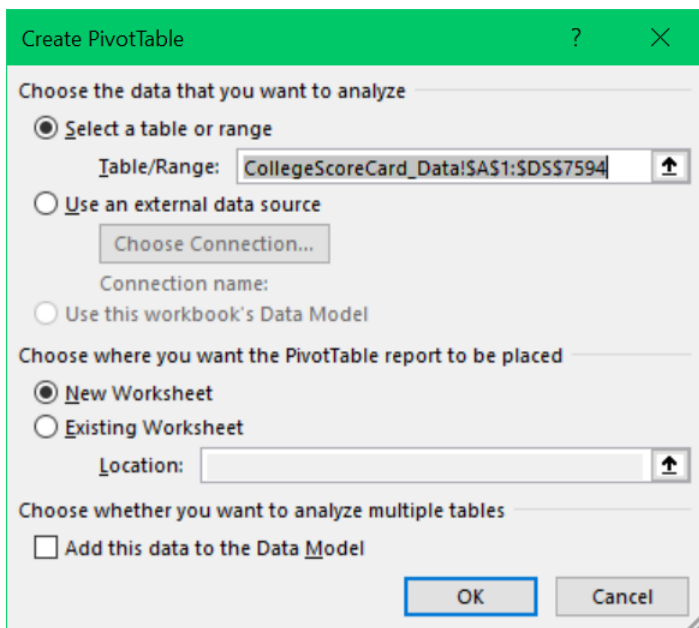 Create PivotTable ?
Choose the data that you want to analyze
Select a table or range
Table/Range: CollegeScoreCard_Data!$A$1:$DS$7594
Use an external data source
Choose Connection...
Connection name:
Use this workbook's Data Model
Choose where you want the PivotTable report to be placed
New Worksheet
Existing Worksheet
Location:
Choose whether you want to analyze multiple tables
Add this data to the Data Model
OK Cancel